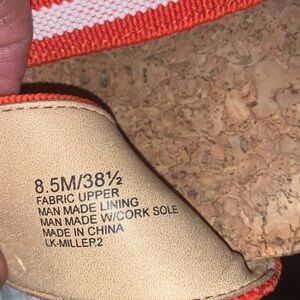 8.5M/38½
FABRIC UPPER
MAN MADE LINING
MAN MADE W/CORK SOLE
MADE IN CHINA
LK-MILLER2